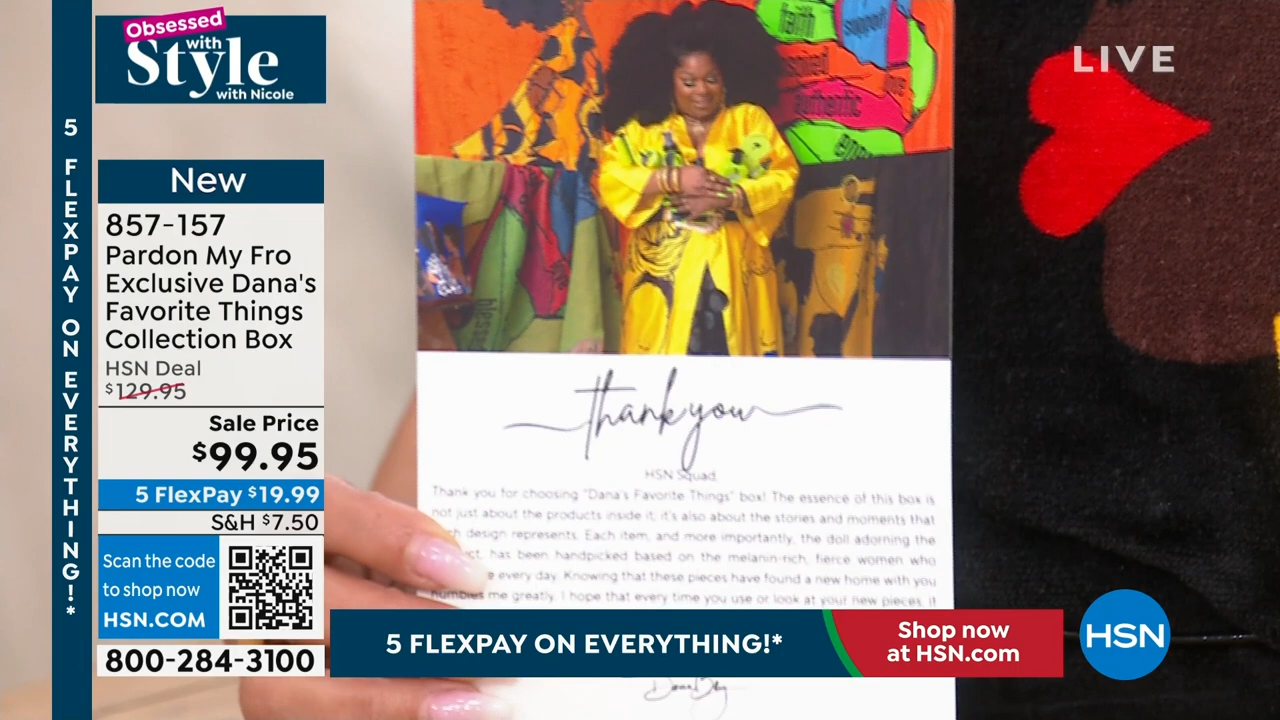 Obsessed
with
Style
with Nicole
LIVE
5 FLEXPAY ON EVERYTHING!*
New
857-157
Pardon My Fro
Exclusive Dana's
Favorite Things
Collection Box
HSN Deal
$129.95
Sale Price
$99.95
5 FlexPay $19.99
S&H $7.50
Scan the code
to shop now
HSN.COM
800-284-3100
faith
support
authentic
blessed
thank you
HSN Squad,
Thank you for choosing "Dana's Favorite Things" box! The essence of this box is
not just about the products inside it; it's also about the stories and moments that
design represents. Each item, and more importantly, the doll adorning the
has been handpicked based on the melanin-rich, fierce women who
every day. Knowing that these pieces have found a new home with you
humbles me greatly. I hope that every time you use or look at your new pieces, it
5 FLEXPAY ON EVERYTHING!*
Shop now
at HSN.com
HSN